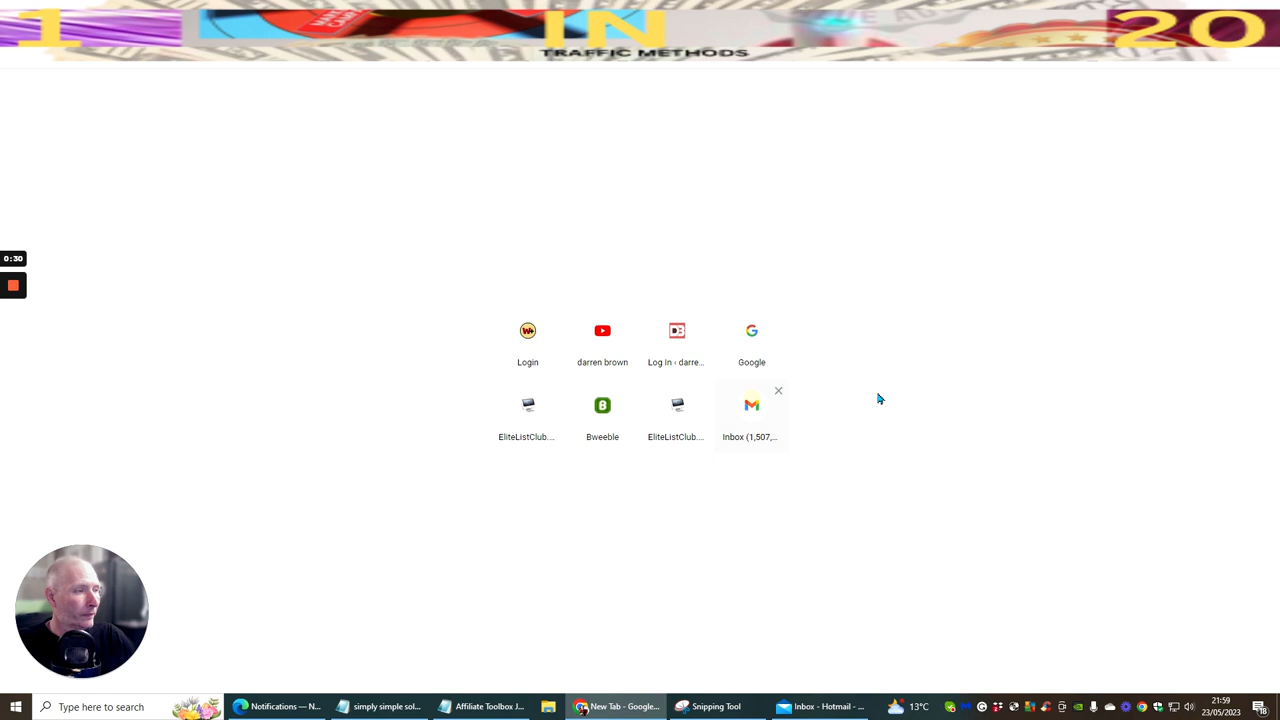 1 IN 20
TRAFFIC METHODS
0:30
Login
darren brown
Log In ‹ darre...
Google
EliteListClub....
Bweeble
EliteListClub....
Inbox (1,507,...
Type here to search
Notifications — N...
simply simple sol...
Affiliate Toolbox J...
New Tab - Google...
Snipping Tool
Inbox - Hotmail - ...
13°C
21:59
23/05/2023
18